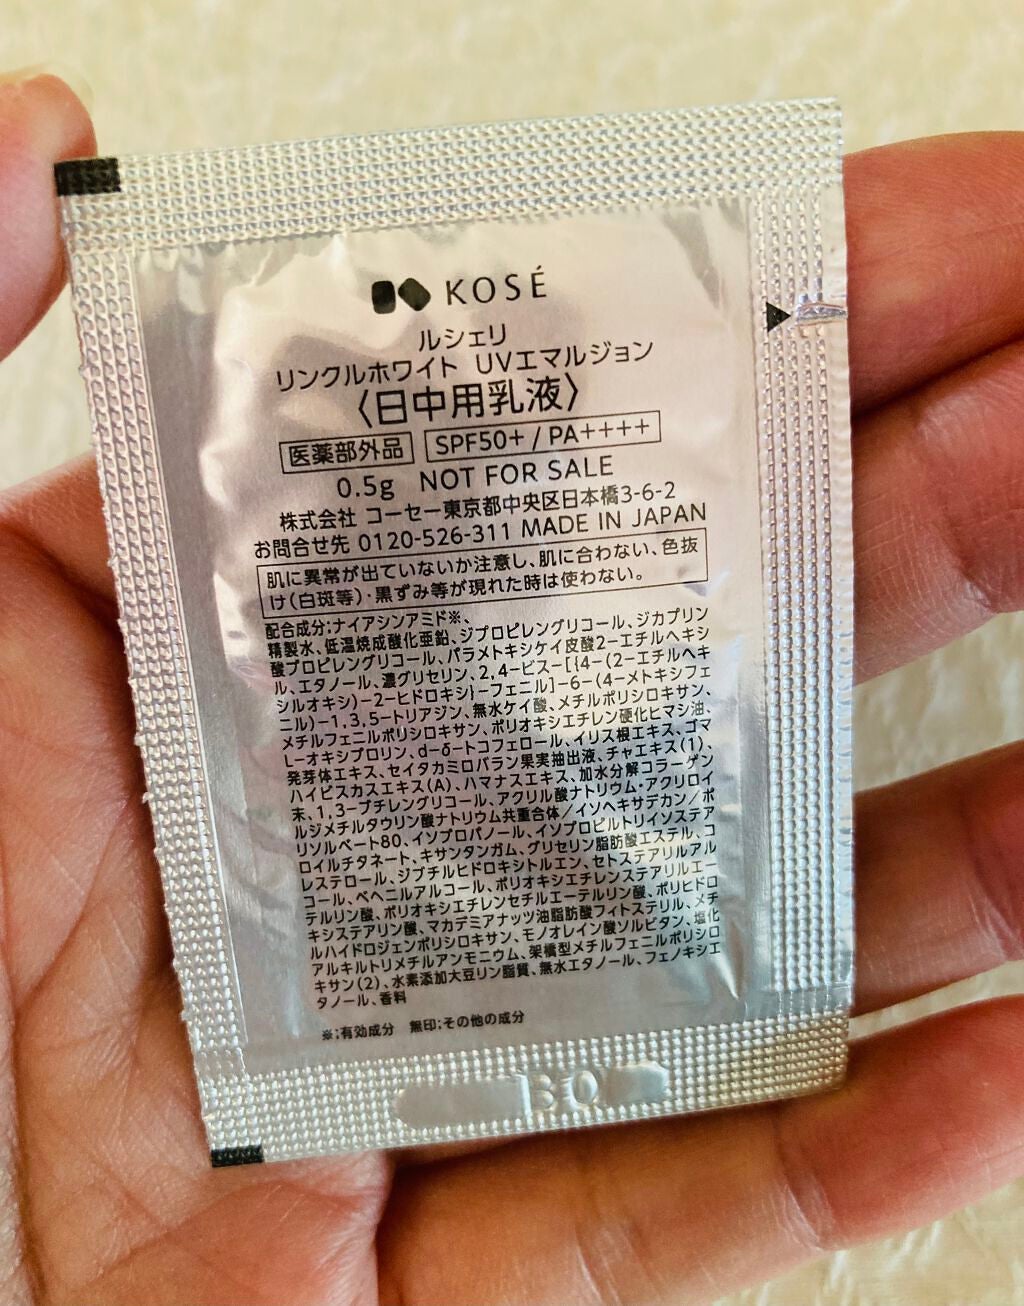 KOSÉ
ルシェリ
リンクルホワイト UVエマルジョン
〈日中用乳液〉
医薬部外品 SPF50+ / PA++++
0.5g NOT FOR SALE
株式会社 コーセー東京都中央区日本橋3-6-2
お問合せ先 0120-526-311 MADE IN JAPAN
肌に異常が出ていないか注意し、肌に合わない、色抜
け(白斑等)・黒ずみ等が現れた時は使わない。
配合成分;ナイアシンアミド※、
精製水、低温焼成酸化亜鉛、ジプロピレングリコール、ジカプリン
酸プロピレングリコール、パラメトキシケイ皮酸2-エチルヘキシ
ル、エタノール、濃グリセリン、2,4-ビス-[{4-(2-エチルヘキ
シルオキシ)-2-ヒドロキシ}-フェニル]-6-(4-メトキシフェ
ニル)-1,3,5-トリアジン、無水ケイ酸、メチルポリシロキサン、
メチルフェニルポリシロキサン、ポリオキシエチレン硬化ヒマシ油、
L-オキシプロリン、d-δ-トコフェロール、イリス根エキス、ゴマ
発芽体エキス、セイタカミロバラン果実抽出液、チャエキス(1)、
ハイビスカスエキス(A)、ハマナスエキス、加水分解コラーゲン
末、1,3-ブチレングリコール、アクリル酸ナトリウム・アクリロイ
ルジメチルタウリン酸ナトリウム共重合体/イソヘキサデカン/ポ
リソルベート80、イソプロパノール、イソプロピルトリイソステア
ロイルチタネート、キサンタンガム、グリセリン脂肪酸エステル、コ
レステロール、ジブチルヒドロキシトルエン、セトステアリルアル
コール、ベヘニルアルコール、ポリオキシエチレンステアリルエー
テルリン酸、ポリオキシエチレンセチルエーテルリン酸、ポリヒドロ
キシステアリン酸、マカデミアナッツ油脂肪酸フィトステリル、メチ
ルハイドロジェンポリシロキサン、モノオレイン酸ソルビタン、塩化
アルキルトリメチルアンモニウム、架橋型メチルフェニルポリシロ
キサン(2)、水素添加大豆リン脂質、無水エタノール、フェノキシエ
タノール、香料
※;有効成分 無印;その他の成分